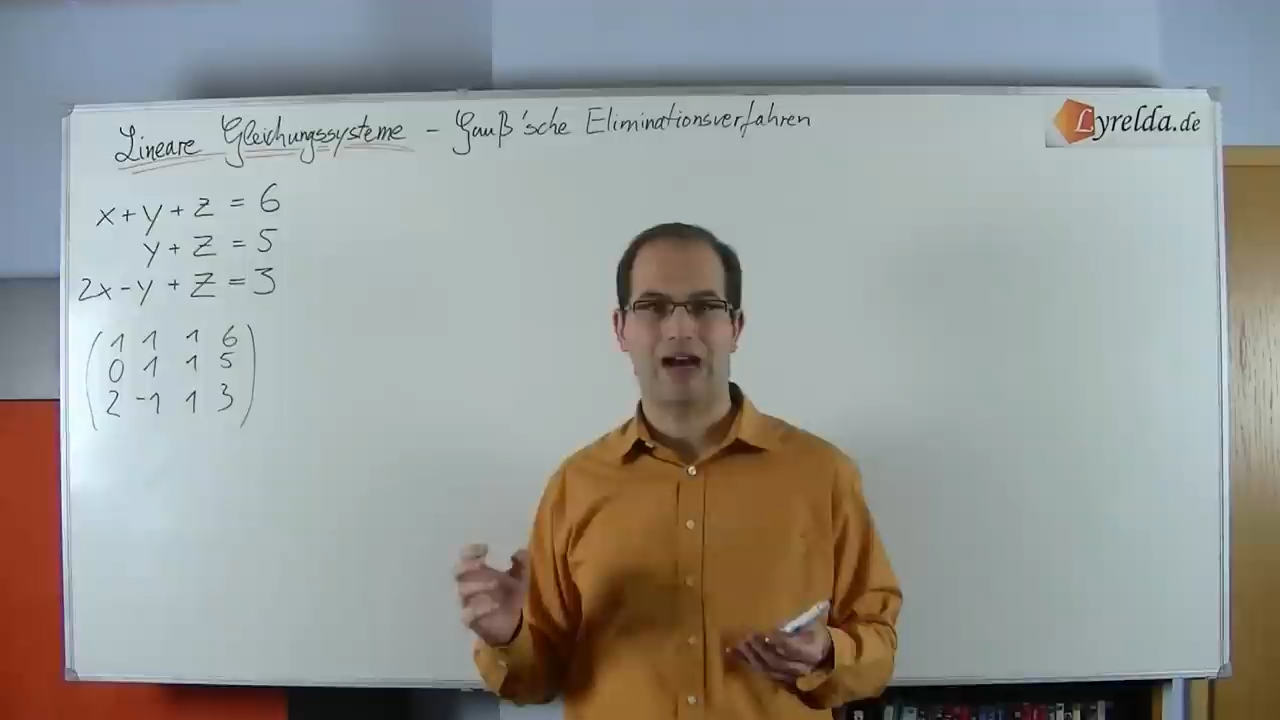 Lineare Gleichungssysteme - Gauß'sche Eliminationsverfahren
Lyrelda.de
x + y + z = 6
y + z = 5
2x - y + z = 3
1 1 1 6
0 1 1 5
2 -1 1 3